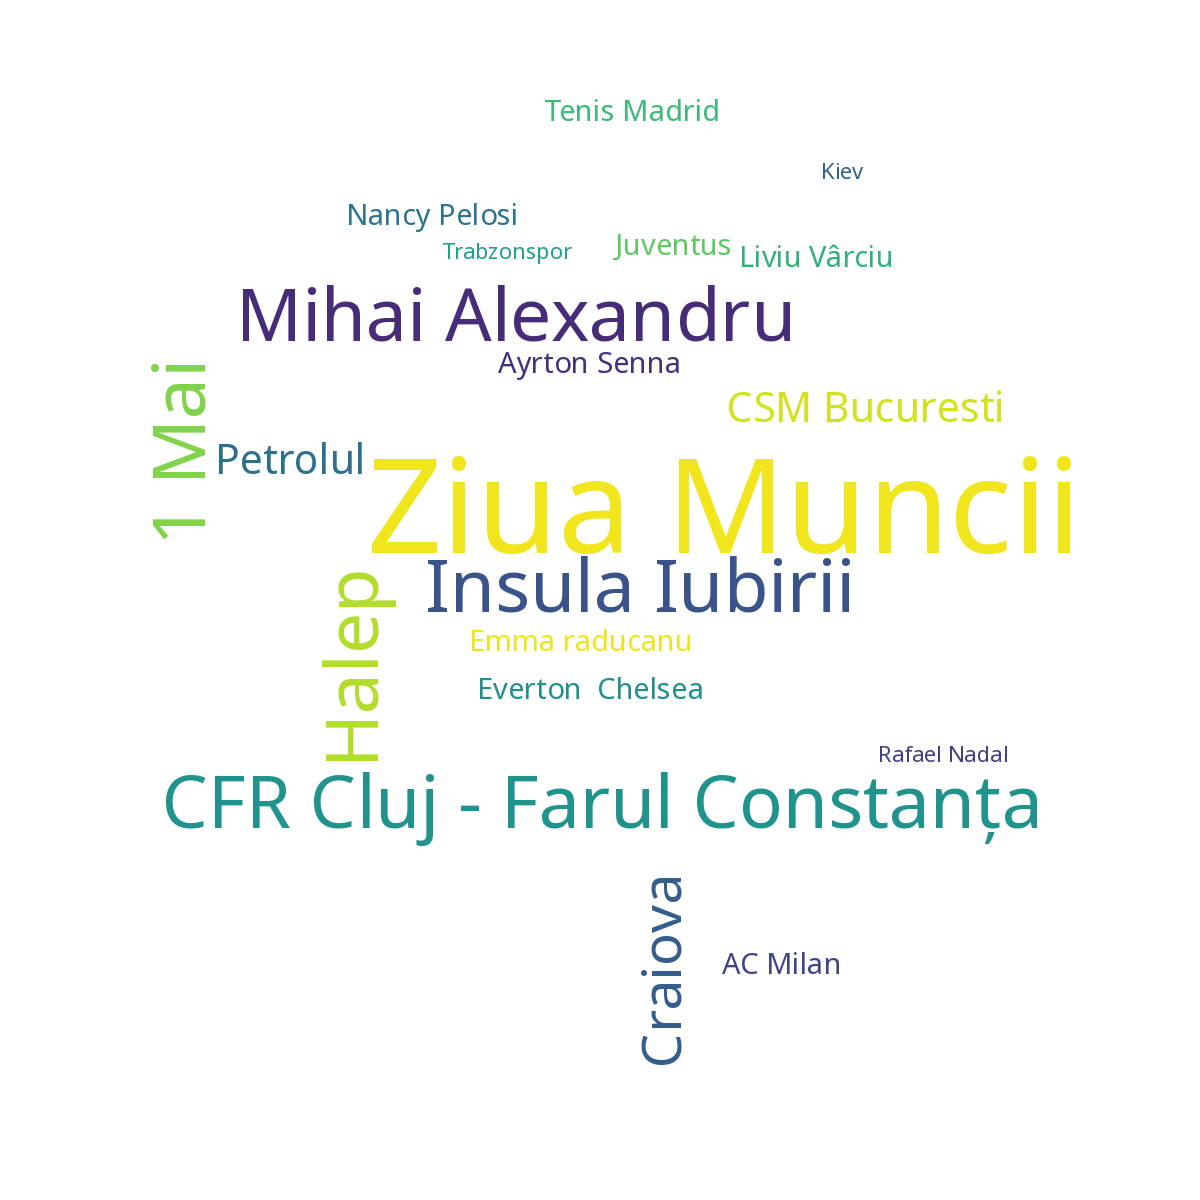 Tenis Madrid
Kiev
Nancy Pelosi
Trabzonspor
Juventus
Liviu Vârciu
Mihai Alexandru
Ayrton Senna
1 Mai
CSM Bucuresti
Petrolul
Ziua Muncii
Insula Iubirii
Halep
Emma raducanu
Everton  Chelsea
Rafael Nadal
CFR Cluj - Farul Constanța
Craiova
AC Milan